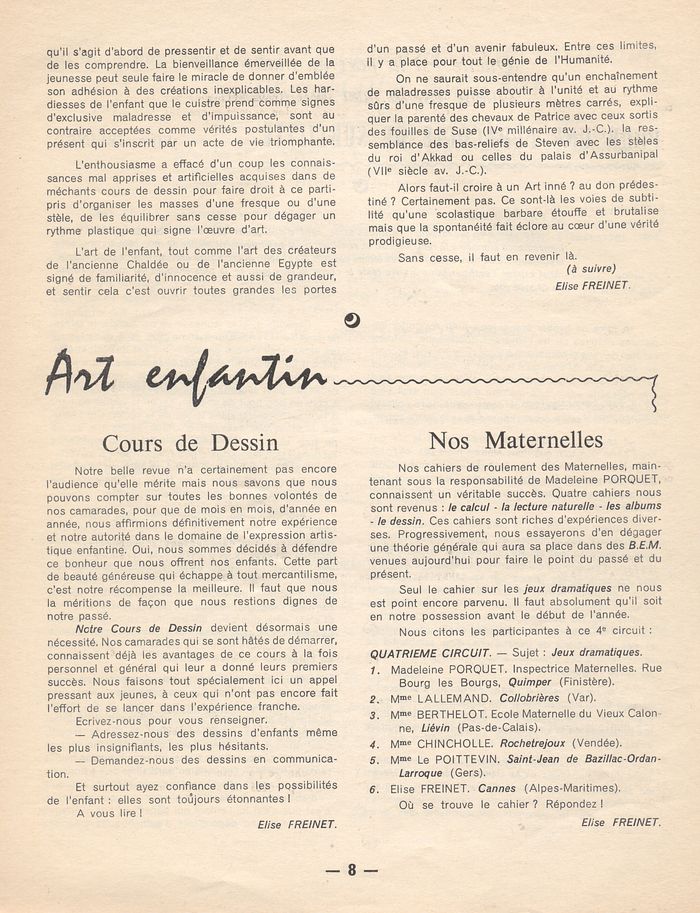 qu'il s'agit d'abord de pressentir et de sentir avant que
de les comprendre. La bienveillance émerveillée de la
jeunesse peut seule faire le miracle de donner d'emblée
son adhésion à des créations inexplicables. Les har-
diesses de l'enfant que le cuistre prend comme signes
d'exclusive maladresse et d'impuissance, sont au
contraire acceptées comme vérités postulantes d'un
présent qui s'inscrit par un acte de vie triomphante.
L'enthousiasme a effacé d'un coup les connais-
sances mal apprises et artificielles acquises dans de
méchants cours de dessin pour faire droit à ce parti-
pris d'organiser les masses d'une fresque ou d'une
stèle, de les équilibrer sans cesse pour dégager un
rythme plastique qui signe l'œuvre d'art.
L'art de l'enfant, tout comme l'art des créateurs
de l'ancienne Chaldée ou de l'ancienne Egypte est
signé de familiarité, d'innocence et aussi de grandeur,
et sentir cela c'est ouvrir toutes grandes les portes
d'un passé et d'un avenir fabuleux. Entre ces limites,
il y a place pour tout le génie de l'Humanité.
On ne saurait sous-entendre qu'un enchaînement
de maladresses puisse aboutir à l'unité et au rythme
sûrs d'une fresque de plusieurs mètres carrés, expli-
quer la parenté des chevaux de Patrice avec ceux sortis
des fouilles de Suse (IVe millénaire av. J.-C.). la res-
semblance des bas-reliefs de Steven avec les stèles
du roi d'Akkad ou celles du palais d'Assurbanipal
(VIIe siècle av. J.-C.).
Alors faut-il croire à un Art inné ? au don prédes-
tiné ? Certainement pas. Ce sont-là les voies de subti-
lité qu'une scolastique barbare étouffe et brutalise
mais que la spontanéité fait éclore au cœur d'une vérité
prodigieuse.
Sans cesse, il faut en revenir là.
(à suivre)
Elise FREINET.
Art enfantin
Cours de Dessin
Notre belle revue n'a certainement pas encore
l'audience qu'elle mérite mais nous savons que nous
pouvons compter sur toutes les bonnes volontés de
nos camarades, pour que de mois en mois, d'année en
année, nous affirmions définitivement notre expérience
et notre autorité dans le domaine de l'expression artis-
tique enfantine. Oui, nous sommes décidés à défendre
ce bonheur que nous offrent nos enfants. Cette part
de beauté généreuse qui échappe à tout mercantilisme,
c'est notre récompense la meilleure. Il faut que nous
la méritions de façon que nous restions dignes de
notre passé.
Notre Cours de Dessin devient désormais une
nécessité. Nos camarades qui se sont hâtés de démarrer,
connaissent déjà les avantages de ce cours à la fois
personnel et général qui leur a donné leurs premiers
succès. Nous faisons tout spécialement ici un appel
pressant aux jeunes, à ceux qui n'ont pas encore fait
l'effort de se lancer dans l'expérience franche.
Ecrivez-nous pour vous renseigner.
— Adressez-nous des dessins d'enfants même
les plus insignifiants, les plus hésitants.
— Demandez-nous des dessins en communica-
tion.
Et surtout ayez confiance dans les possibilités
de l'enfant : elles sont toujours étonnantes !
A vous lire !
Elise FREINET.
Nos Maternelles
Nos cahiers de roulement des Maternelles, main-
tenant sous la responsabilité de Madeleine PORQUET,
connaissent un véritable succès. Quatre cahiers nous
sont revenus : le calcul - la lecture naturelle - les albums
- le dessin. Ces cahiers sont riches d'expériences diver-
ses. Progressivement, nous essayerons d'en dégager
une théorie générale qui aura sa place dans des B.E.M.
venues aujourd'hui pour faire le point du passé et du
présent.
Seul le cahier sur les jeux dramatiques ne nous
est point encore parvenu. Il faut absolument qu'il soit
en notre possession avant le début de l'année.
Nous citons les participantes à ce 4e circuit :
QUATRIEME CIRCUIT. — Sujet : Jeux dramatiques.
1. Madeleine PORQUET. Inspectrice Maternelles. Rue
Bourg les Bourgs, Quimper (Finistère).
2. Mme LALLEMAND. Collobrières (Var).
3. Mme BERTHELOT. Ecole Maternelle du Vieux Calon-
ne, Liévin (Pas-de-Calais).
4. Mme CHINCHOLLE. Rochetrejoux (Vendée).
5. Mme Le POITTEVIN. Saint-Jean de Bazillac-Ordan-
Larroque (Gers).
6. Elise FREINET. Cannes (Alpes-Maritimes).
Où se trouve le cahier ? Répondez !
Elise FREINET.
— 8 —